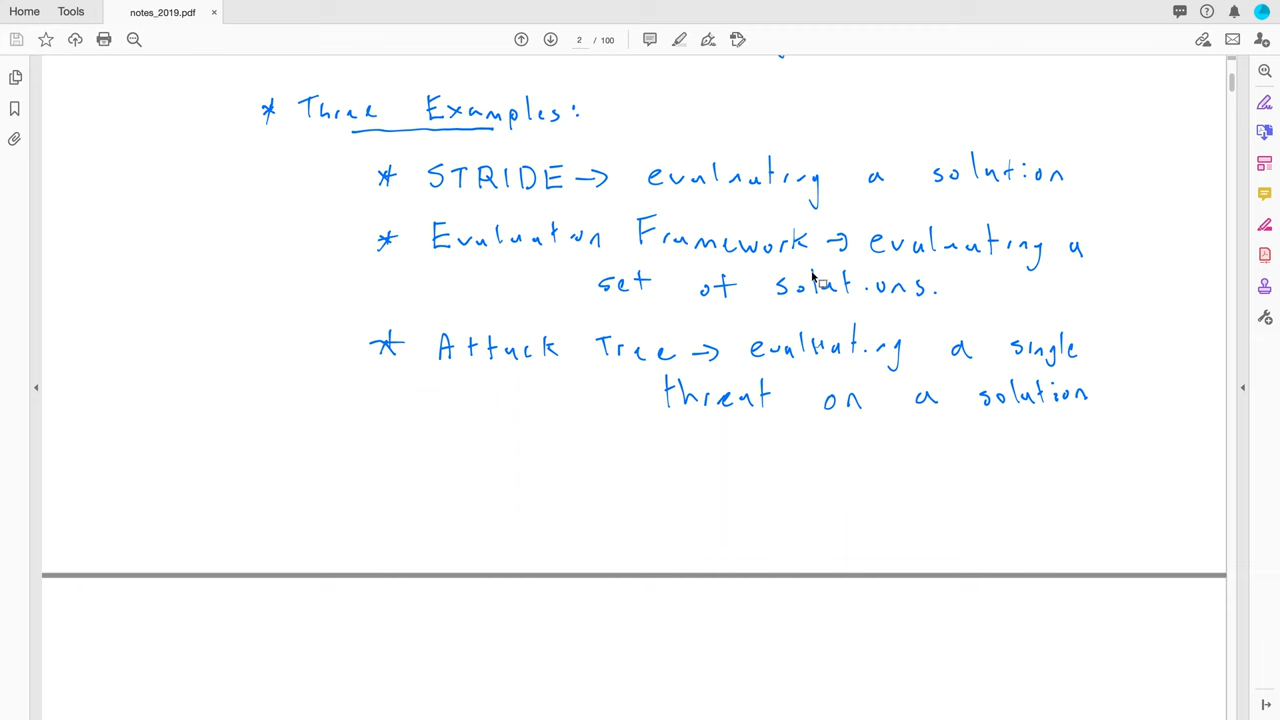 Home Tools notes_2019.pdf ×
2 / 100
* Three Examples:
* STRIDE → evaluating a solution
* Evaluation Framework → evaluating a
set of solutions.
* Attack Tree → evaluating a single
threat on a solution